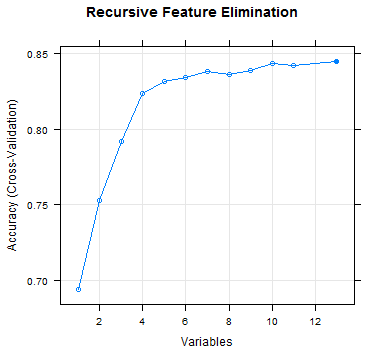 Recursive Feature Elimination
Accuracy (Cross-Validation)
0.85
0.80
0.75
0.70
2 4 6 8 10 12
Variables